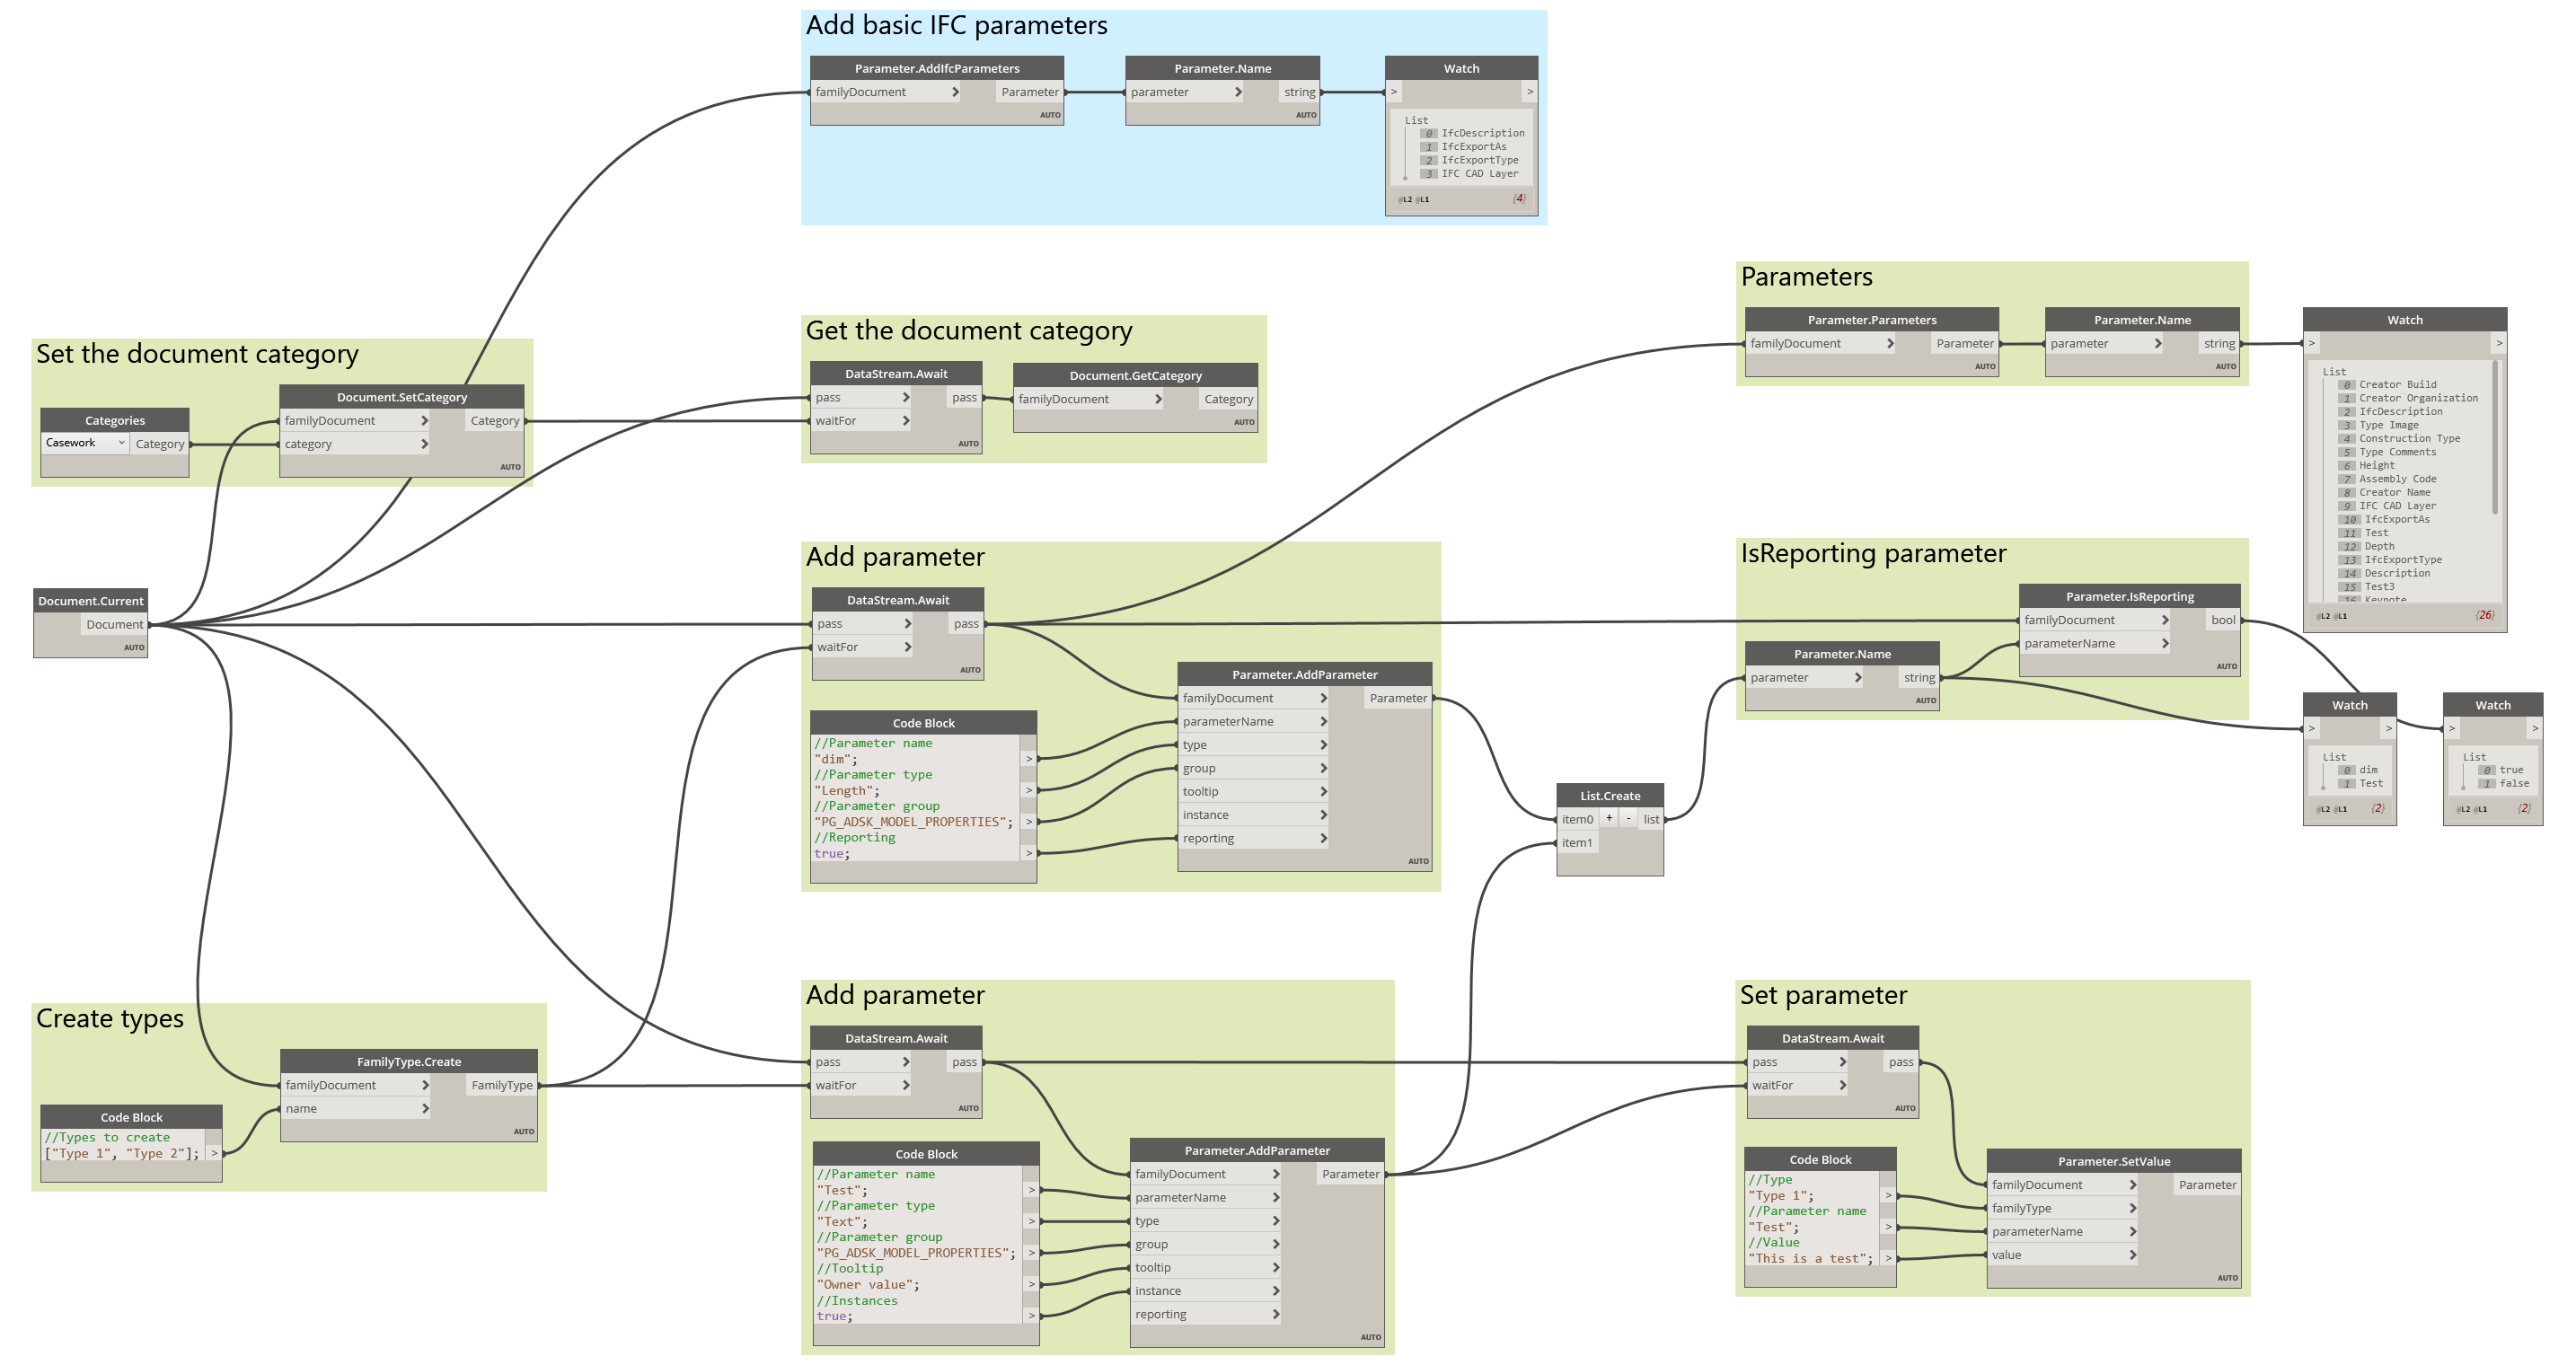 Add basic IFC parameters
Parameter.AddIfcParameters
familyDocument > Parameter
AUTO
Parameter.Name
parameter > string
AUTO
Watch
> >
List
0 IfcDescription
1 IfcExportAs
2 IfcExportType
3 IFC CAD Layer
@L2 @L1 {4}
Set the document category
Categories
Casework Category
Document.SetCategory
familyDocument > Category
category >
AUTO
Get the document category
DataStream.Await
pass > pass
waitFor >
AUTO
Document.GetCategory
familyDocument > Category
AUTO
Parameters
Parameter.Parameters
familyDocument > Parameter
AUTO
Parameter.Name
parameter > string
AUTO
Watch
> >
List
0 Creator Build
1 Creator Organization
2 IfcDescription
3 Type Image
4 Construction Type
5 Type Comments
6 Height
7 Assembly Code
8 Creator Name
9 IFC CAD Layer
10 IfcExportAs
11 Test
12 Depth
13 IfcExportType
14 Description
15 Test3
16 Keynote
@L2 @L1 {26}
Document.Current
Document
AUTO
Add parameter
DataStream.Await
pass > pass
waitFor >
AUTO
Code Block
//Parameter name
"dim"; >
//Parameter type
"Length"; >
//Parameter group
"PG_ADSK_MODEL_PROPERTIES"; >
//Reporting
true; >
Parameter.AddParameter
familyDocument > Parameter
parameterName >
type >
group >
tooltip >
instance >
reporting >
AUTO
List.Create
item0 + - list
item1
IsReporting parameter
Parameter.Name
parameter > string
AUTO
Parameter.IsReporting
familyDocument > bool
parameterName >
AUTO
Watch
> >
List
0 dim
1 Test
@L2 @L1 {2}
Watch
> >
List
0 true
1 false
@L2 @L1 {2}
Create types
Code Block
//Types to create
["Type 1", "Type 2"]; >
FamilyType.Create
familyDocument > FamilyType
name >
AUTO
Add parameter
DataStream.Await
pass > pass
waitFor >
AUTO
Code Block
//Parameter name
"Test"; >
//Parameter type
"Text"; >
//Parameter group
"PG_ADSK_MODEL_PROPERTIES"; >
//Tooltip
"Owner value"; >
//Instances
true; >
Parameter.AddParameter
familyDocument > Parameter
parameterName >
type >
group >
tooltip >
instance >
reporting >
AUTO
Set parameter
DataStream.Await
pass > pass
waitFor >
AUTO
Code Block
//Type
"Type 1"; >
//Parameter name
"Test"; >
//Value
"This is a test"; >
Parameter.SetValue
familyDocument > Parameter
familyType >
parameterName >
value >
AUTO